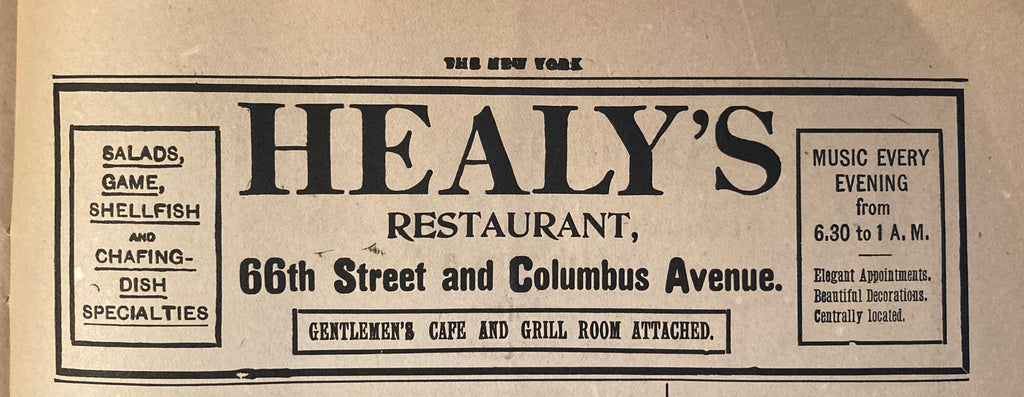 THE NEW YORK
HEALY'S
RESTAURANT,
66th Street and Columbus Avenue.
GENTLEMEN'S CAFE AND GRILL ROOM ATTACHED.
SALADS,
GAME,
SHELLFISH
AND
CHAFING-
DISH
SPECIALTIES
MUSIC EVERY
EVENING
from
6.30 to 1 A. M.
Elegant Appointments.
Beautiful Decorations.
Centrally located.